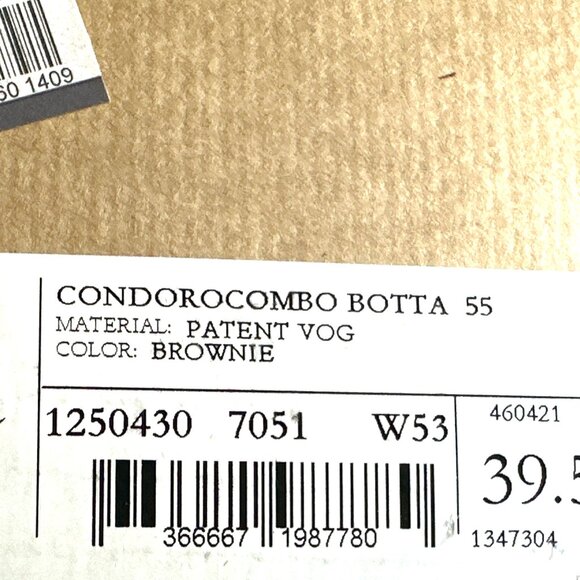 60 1409
CONDOROCOMBO BOTTA 55
MATERIAL: PATENT VOG
COLOR: BROWNIE
1250430 7051 W53
460421
39.5
366667 1987780
1347304